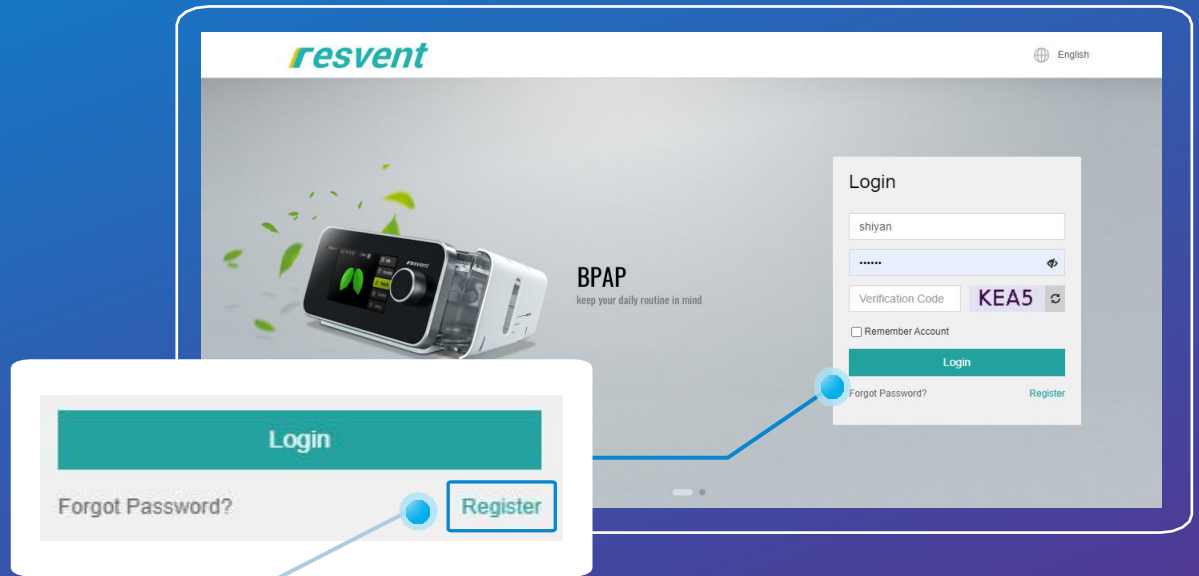 resvent
English
Login
shiyan
••••••
Verification Code
KEA5
Remember Account
Login
Forgot Password?
Register
BPAP
keep your daily routine in mind
resvent
Login
Forgot Password?
Register